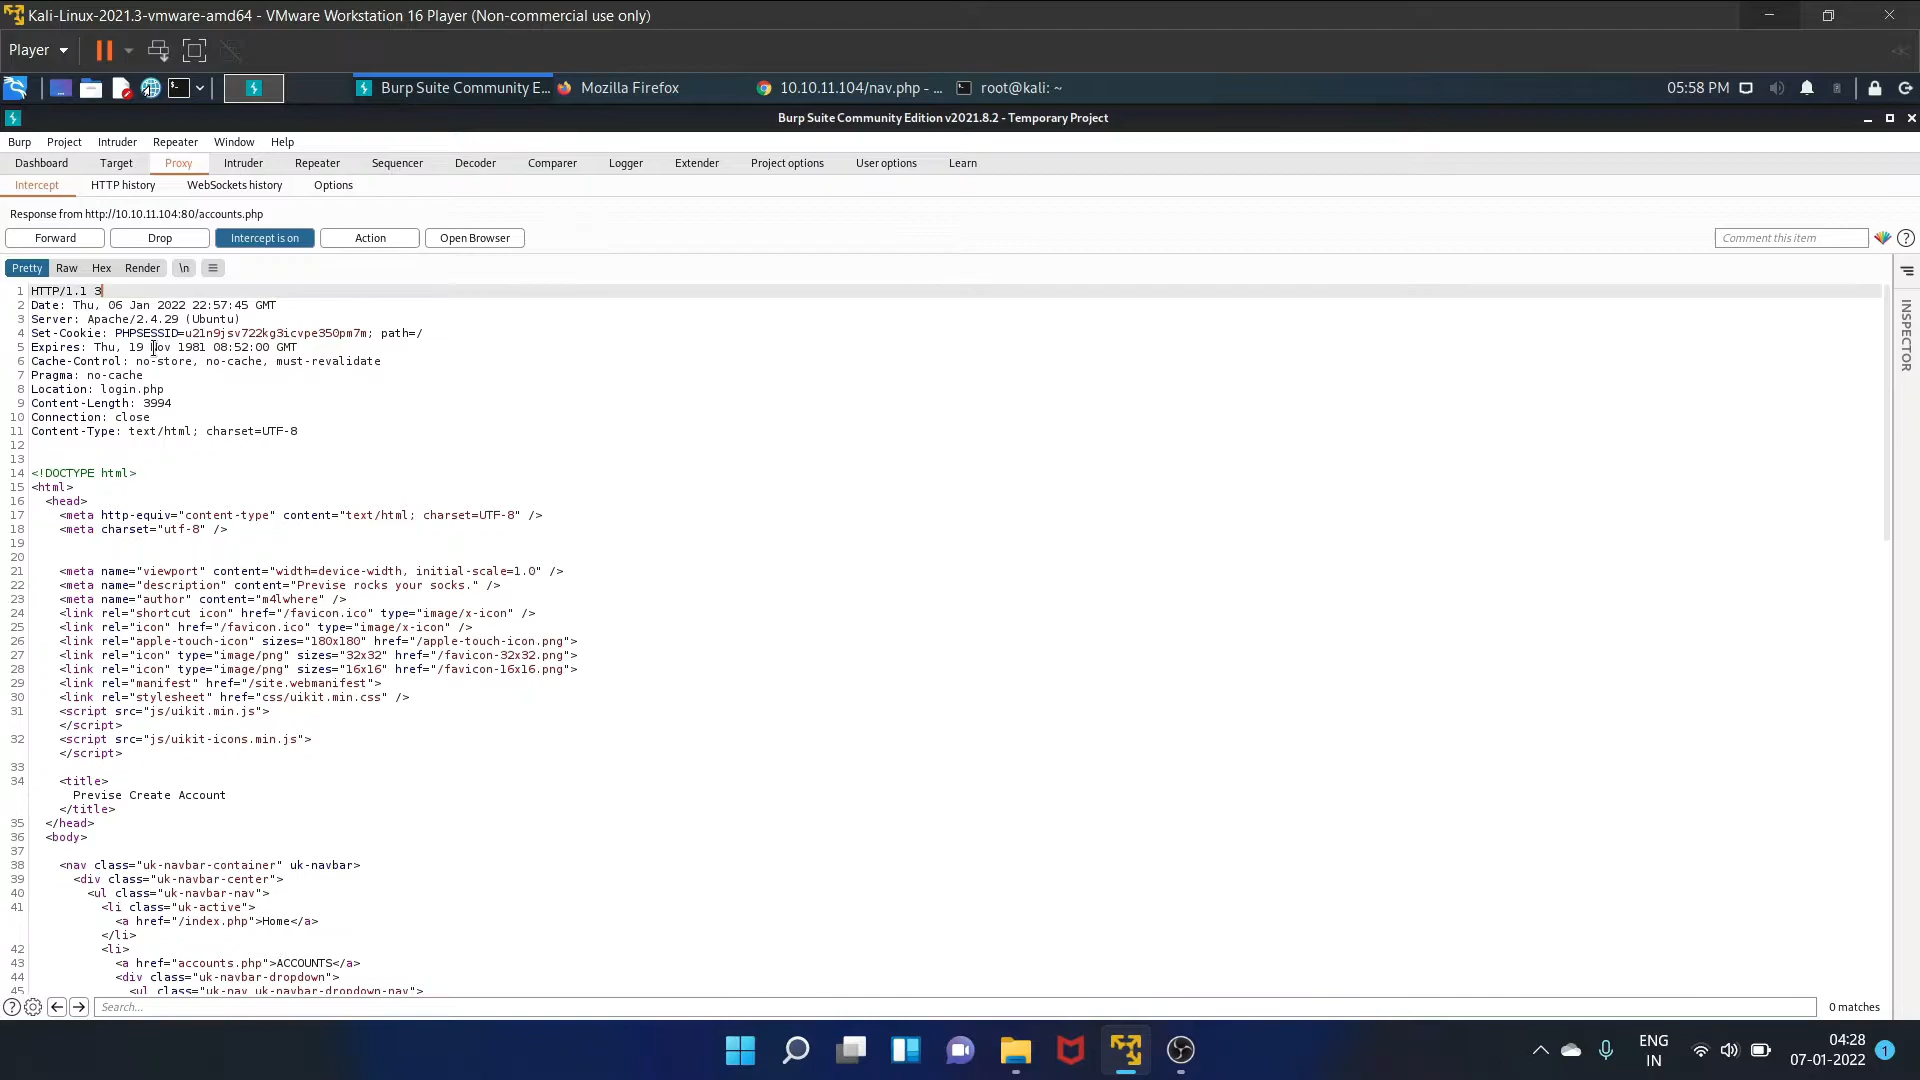 Kali-Linux-2021.3-vmware-amd64 - VMware Workstation 16 Player (Non-commercial use only)
Player
Burp Suite Community E... Mozilla Firefox 10.10.11.104/nav.php - ... root@kali: ~ 05:58 PM
Burp Suite Community Edition v2021.8.2 - Temporary Project
Burp Project Intruder Repeater Window Help
Dashboard Target Proxy Intruder Repeater Sequencer Decoder Comparer Logger Extender Project options User options Learn
Intercept HTTP history WebSockets history Options
Response from http://10.10.11.104:80/accounts.php
Forward Drop Intercept is on Action Open Browser Comment this item
Pretty Raw Hex Render \n
INSPECTOR
1 HTTP/1.1 3
2 Date: Thu, 06 Jan 2022 22:57:45 GMT
3 Server: Apache/2.4.29 (Ubuntu)
4 Set-Cookie: PHPSESSID=u21n9jsv722kg3icvpe350pm7m; path=/
5 Expires: Thu, 19 Nov 1981 08:52:00 GMT
6 Cache-Control: no-store, no-cache, must-revalidate
7 Pragma: no-cache
8 Location: login.php
9 Content-Length: 3994
10 Connection: close
11 Content-Type: text/html; charset=UTF-8
12
13
14 <!DOCTYPE html>
15 <html>
16 <head>
17 <meta http-equiv="content-type" content="text/html; charset=UTF-8" />
18 <meta charset="utf-8" />
19
20
21 <meta name="viewport" content="width=device-width, initial-scale=1.0" />
22 <meta name="description" content="Previse rocks your socks." />
23 <meta name="author" content="m4lwhere" />
24 <link rel="shortcut icon" href="/favicon.ico" type="image/x-icon" />
25 <link rel="icon" href="/favicon.ico" type="image/x-icon" />
26 <link rel="apple-touch-icon" sizes="180x180" href="/apple-touch-icon.png">
27 <link rel="icon" type="image/png" sizes="32x32" href="/favicon-32x32.png">
28 <link rel="icon" type="image/png" sizes="16x16" href="/favicon-16x16.png">
29 <link rel="manifest" href="/site.webmanifest">
30 <link rel="stylesheet" href="css/uikit.min.css" />
31 <script src="js/uikit.min.js">
</script>
32 <script src="js/uikit-icons.min.js">
</script>
33
34 <title>
Previse Create Account
</title>
35 </head>
36 <body>
37
38 <nav class="uk-navbar-container" uk-navbar>
39 <div class="uk-navbar-center">
40 <ul class="uk-navbar-nav">
41 <li class="uk-active">
<a href="/index.php">Home</a>
</li>
42 <li>
43 <a href="accounts.php">ACCOUNTS</a>
44 <div class="uk-navbar-dropdown">
45 <ul class="uk-nav uk-navbar-dropdown-nav">
Search... 0 matches
ENG
IN
04:28
07-01-2022
1